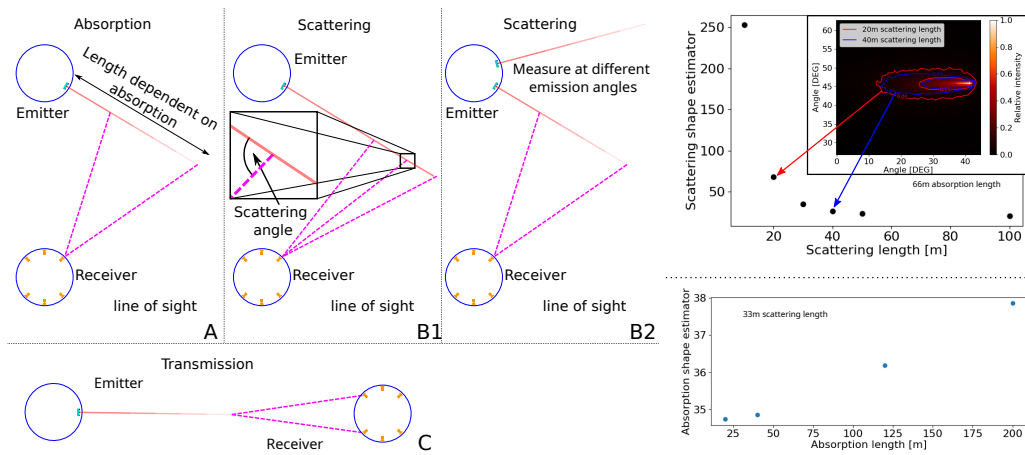 Absorption
Length dependent on
absorption
Emitter
Receiver
line of sight
A
Scattering
Emitter
Scattering
angle
Receiver
line of sight
B1
Scattering
Measure at different
emission angles
Emitter
Receiver
line of sight
B2
Transmission
Emitter
Receiver
C
Scattering shape estimator
250
200
150
100
50
20
40
60
80
100
Scattering length [m]
66m absorption length
20m scattering length
40m scattering length
Angle [DEG]
60
55
50
45
40
35
30
0
10
20
30
40
Angle [DEG]
1.0
0.8
0.6
0.4
0.2
0.0
Relative intensity
Absorption shape estimator
38
37
36
35
33m scattering length
25
50
75
100
125
150
175
200
Absorption length [m]